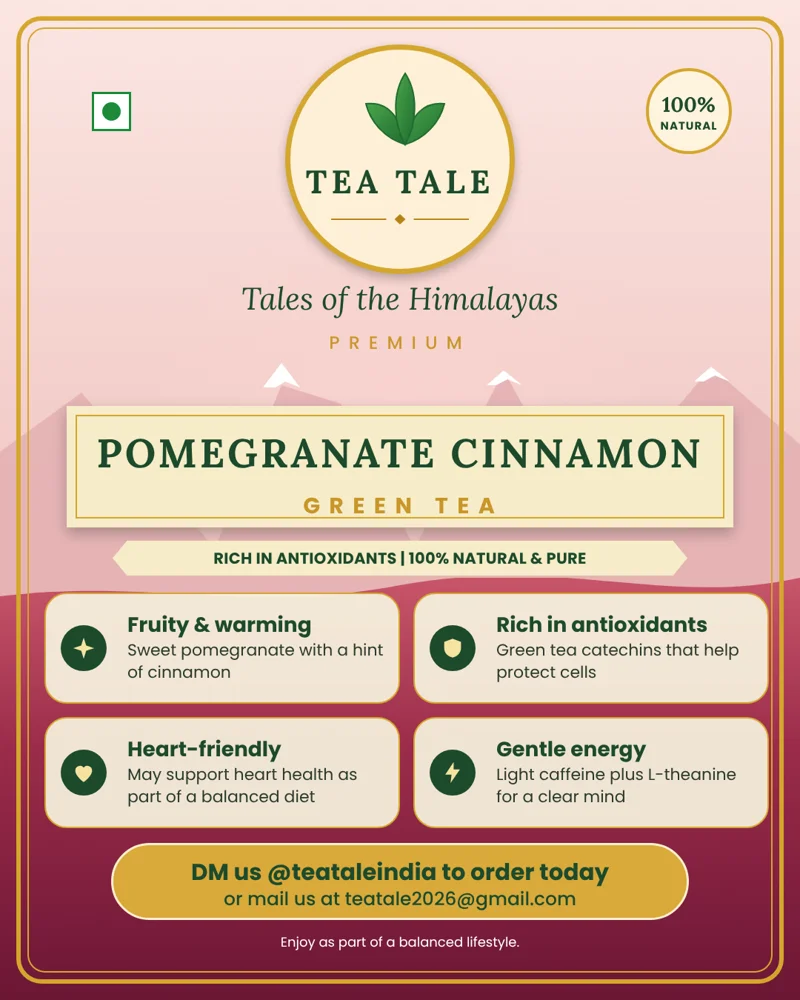 100%
NATURAL
TEA TALE
Tales of the Himalayas
PREMIUM
POMEGRANATE CINNAMON
GREEN TEA
RICH IN ANTIOXIDANTS | 100% NATURAL & PURE
Fruity & warming
Sweet pomegranate with a hint
of cinnamon
Rich in antioxidants
Green tea catechins that help
protect cells
Heart-friendly
May support heart health as
part of a balanced diet
Gentle energy
Light caffeine plus L-theanine
for a clear mind
DM us @teataleindia to order today
or mail us at teatale2026@gmail.com
Enjoy as part of a balanced lifestyle.